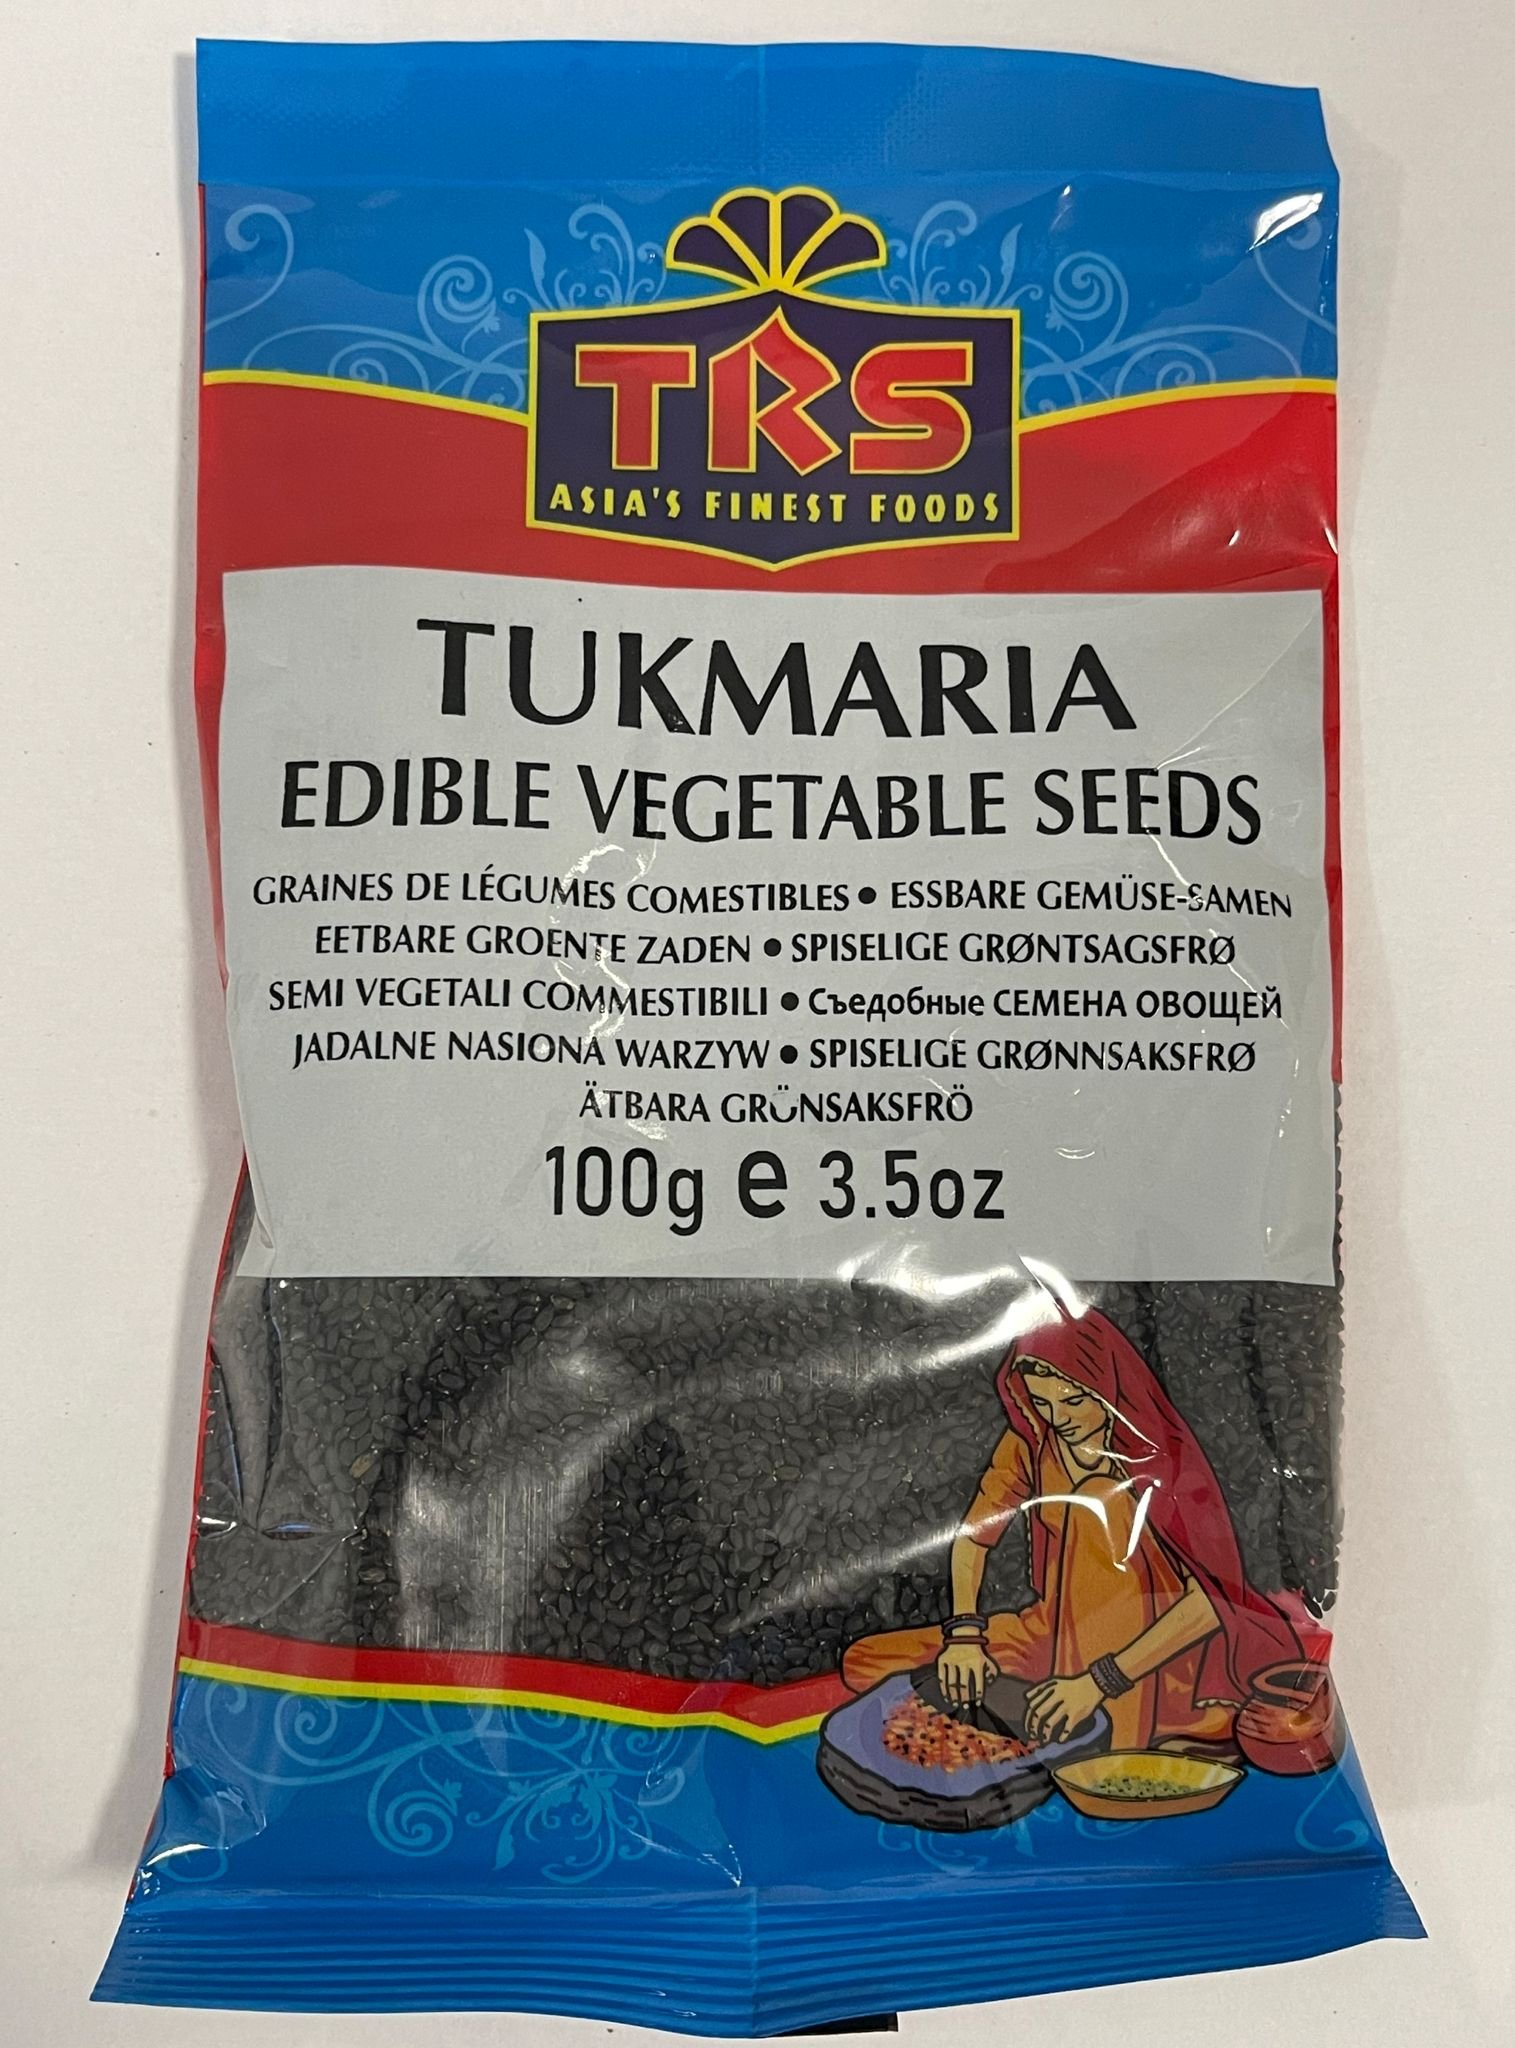 TRS
ASIA'S FINEST FOODS
TUKMARIA
EDIBLE VEGETABLE SEEDS
GRAINES DE LÉGUMES COMESTIBLES • ESSBARE GEMÜSE-SAMEN
EETBARE GROENTE ZADEN • SPISELIGE GRØNTSAGSFRØ
SEMI VEGETALI COMMESTIBILI • Съедобные СЕМЕНА ОВОЩЕЙ
JADALNE NASIONA WARZYW • SPISELIGE GRØNNSAKSFRØ
ÄTBARA GRÖNSAKSFRÖ
100g e 3.5oz